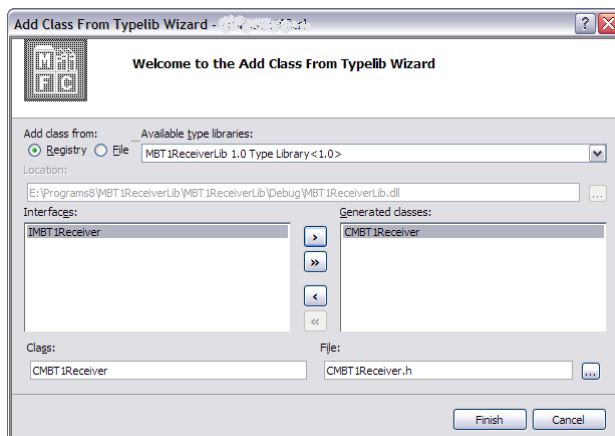 Add Class From Typelib Wizard -
MFC
Welcome to the Add Class From Typelib Wizard
Add class from:
Available type libraries:
Registry
File
MBT1ReceiverLib 1.0 Type Library<1.0>
Location:
E:\Programs8\MBT1ReceiverLib\MBT1ReceiverLib\Debug\MBT1ReceiverLib.dll
...
Interfaces:
Generated classes:
IMBT1Receiver
>
CMBT1Receiver
>>
<
<<
Class:
File:
CMBT1Receiver
CMBT1Receiver.h
...
Finish
Cancel